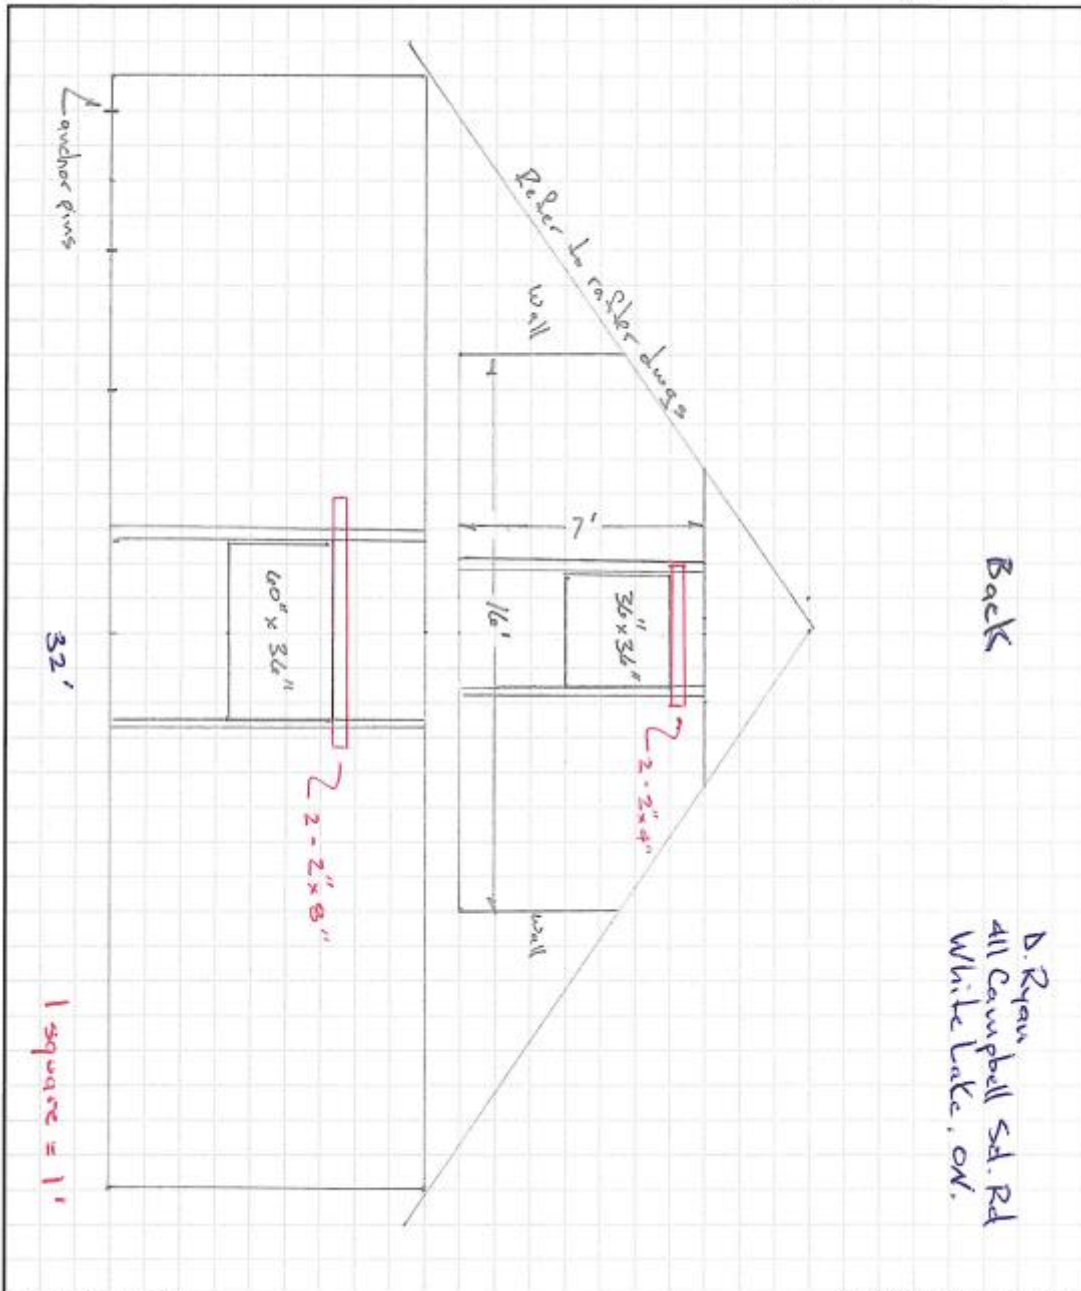 Back
D. Ryan
411 Campbell Sd. Rd
White Lake, ON.
Refer to rafter dwgs
wall
wall
7'
16'
36" x 36"
2 - 2" x 4"
60" x 36"
2 - 2" x 8"
anchor pins
32'
1 square = 1'